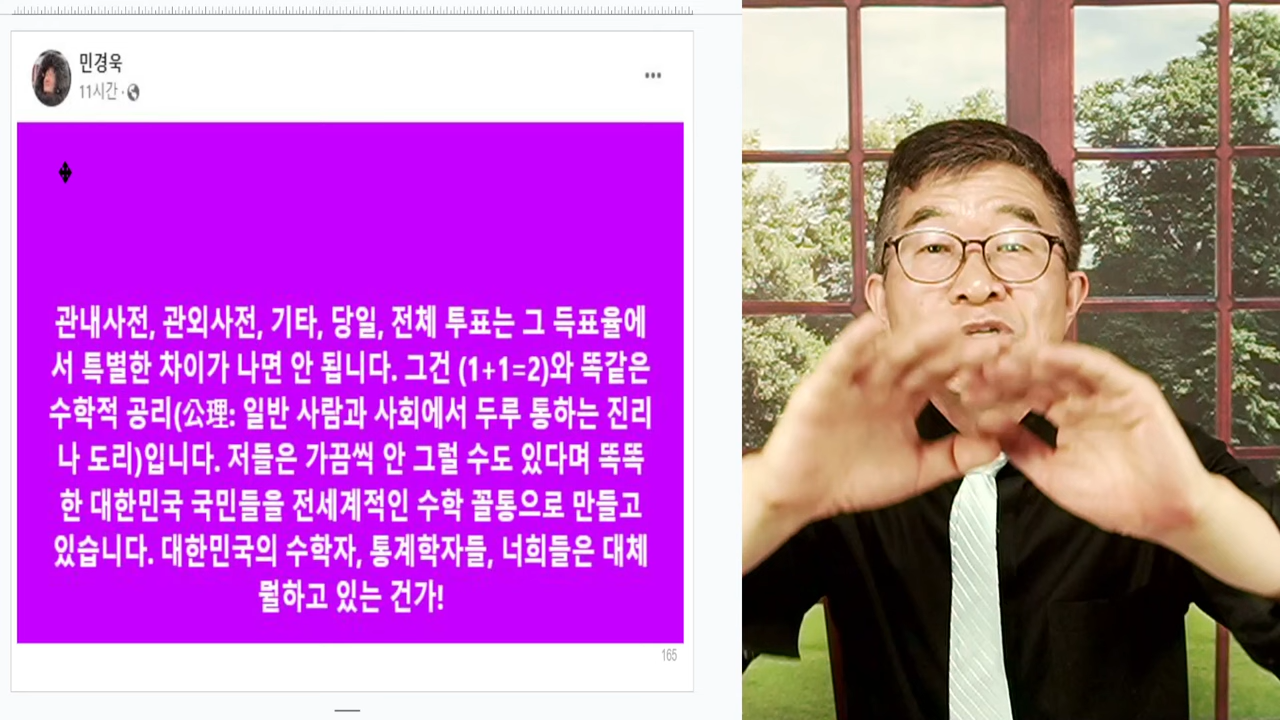 민경욱
11시간 ·
관내사전, 관외사전, 기타, 당일, 전체 투표는 그 득표율에
서 특별한 차이가 나면 안 됩니다. 그건 (1+1=2)와 똑같은
수학적 공리(公理: 일반 사람과 사회에서 두루 통하는 진리
나 도리)입니다. 저들은 가끔씩 안 그럴 수도 있다며 똑똑
한 대한민국 국민들을 전세계적인 수학 꼴통으로 만들고
있습니다. 대한민국의 수학자, 통계학자들, 너희들은 대체
뭘하고 있는 건가!
165